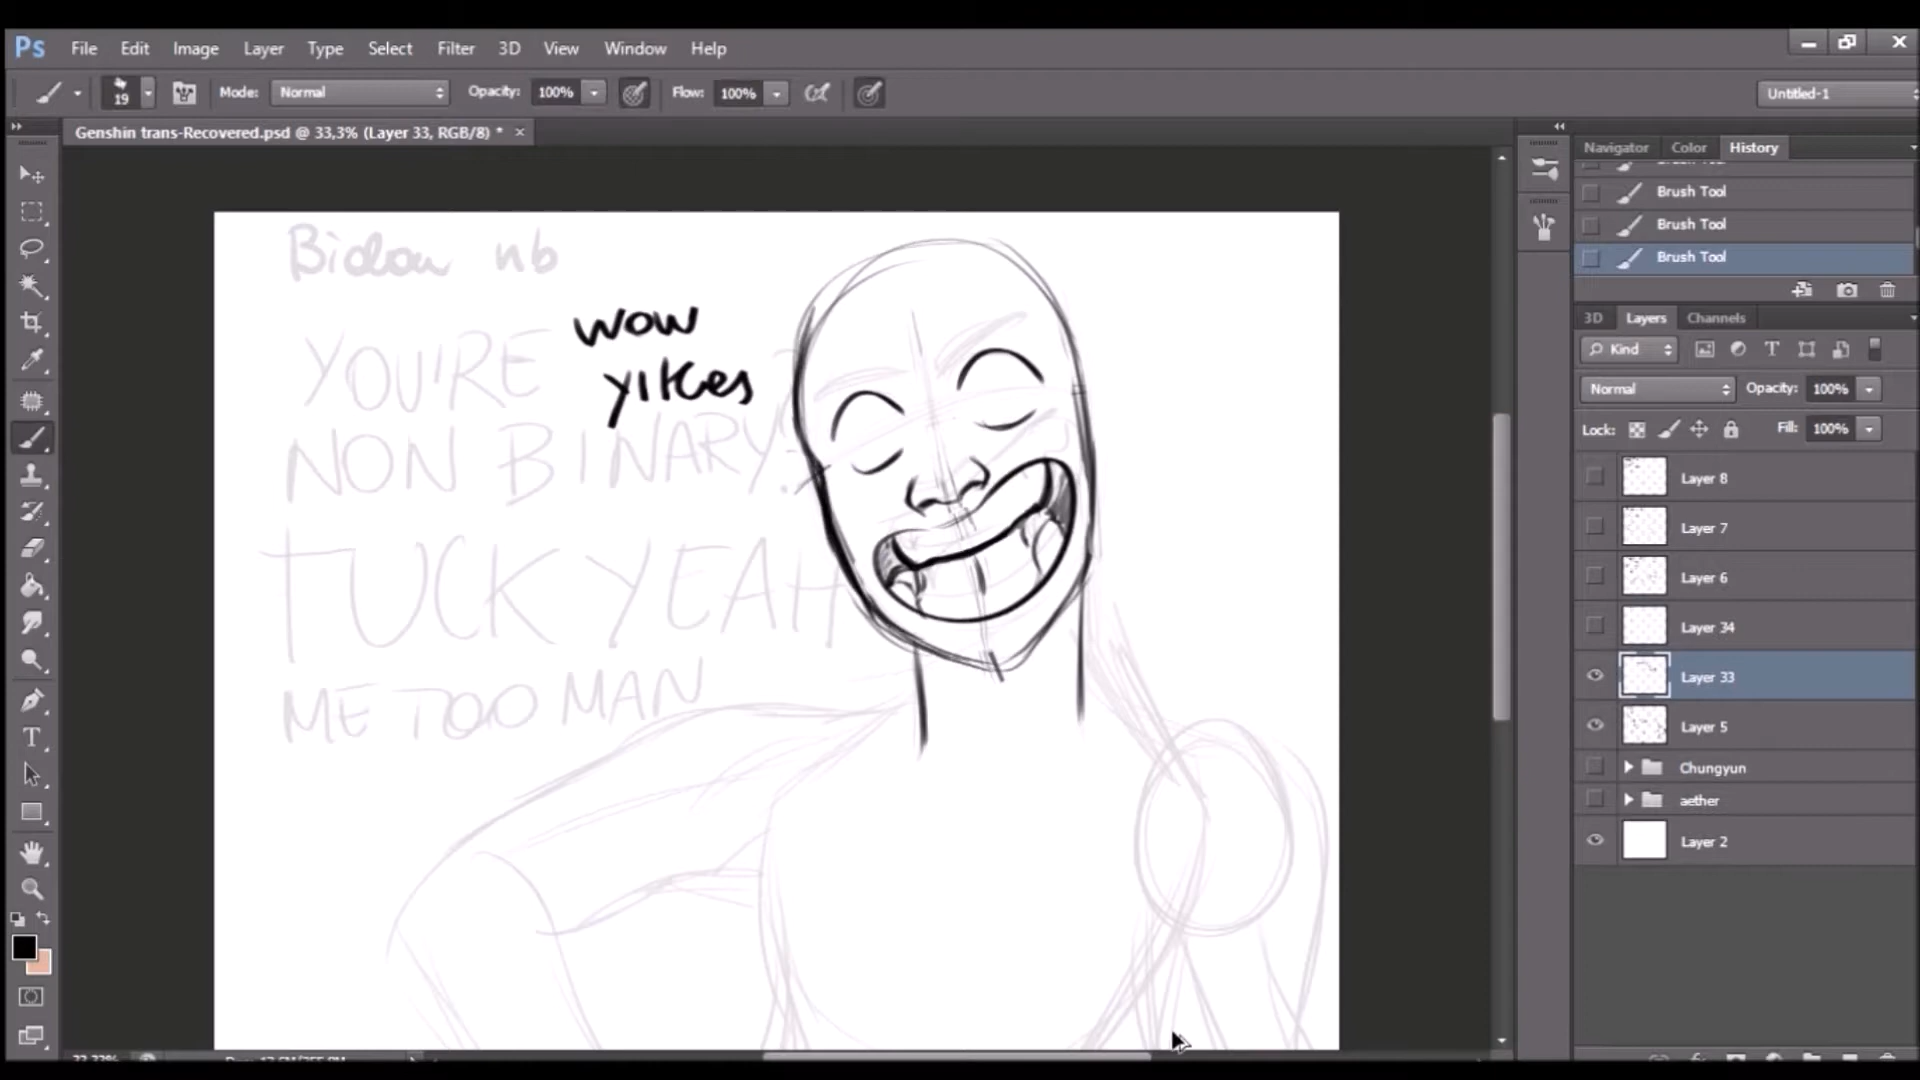 Ps File Edit Image Layer Type Select Filter 3D View Window Help
19 Mode: Normal Opacity: 100% Flow: 100% Untitled-1
Genshin trans-Recovered.psd @ 33,3% (Layer 33, RGB/8) *
Navigator Color History
Brush Tool
Brush Tool
Brush Tool
3D Layers Channels
Kind
Normal Opacity: 100%
Lock: Fill: 100%
Layer 8
Layer 7
Layer 6
Layer 34
Layer 33
Layer 5
Chungyun
aether
Layer 2
nb
WOW
yikes
YOU'RE
NON BINARY?
FUCK YEAH
ME TOO MAN